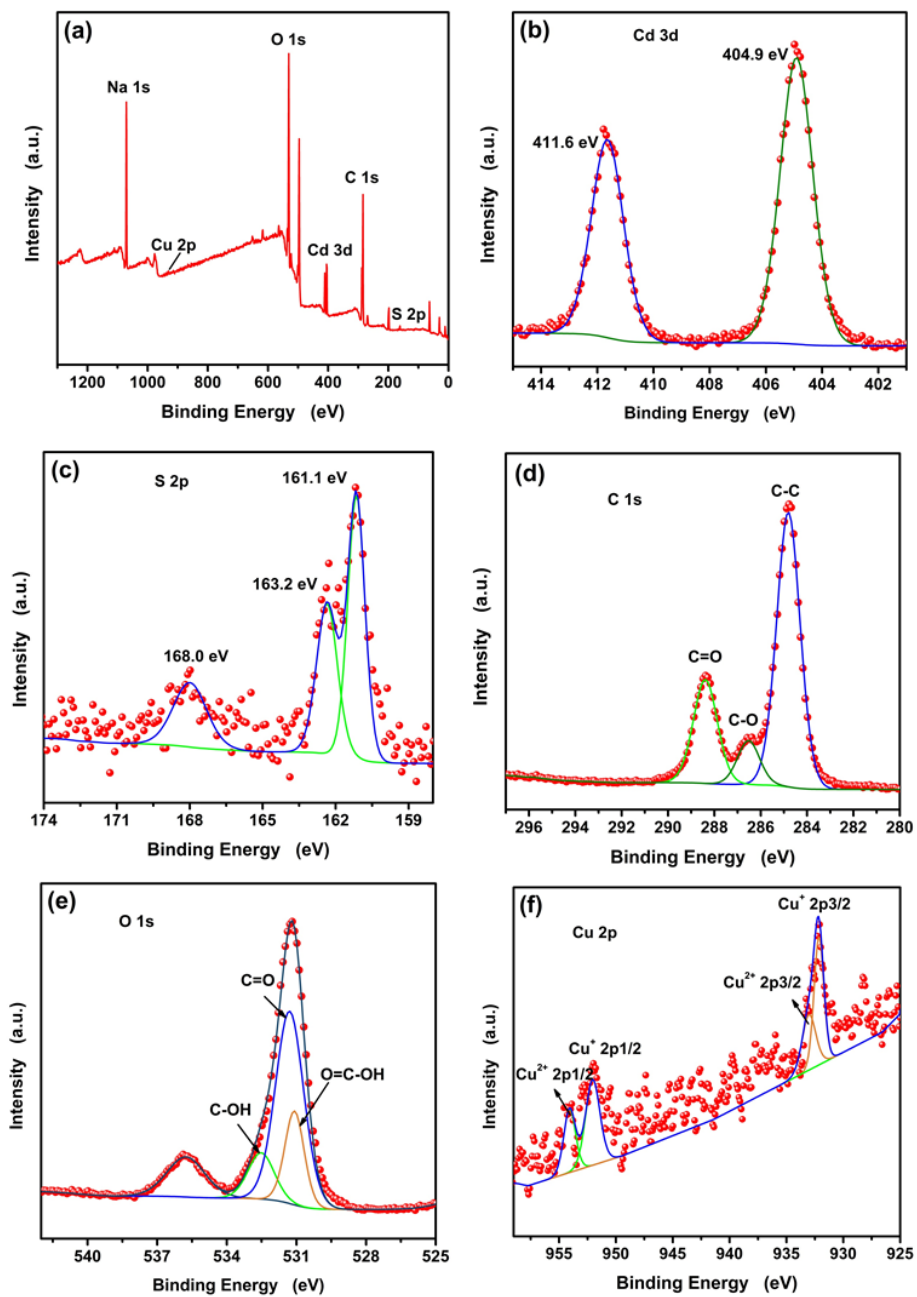 (a)
O 1s
Na 1s
C 1s
Cu 2p
Cd 3d
S 2p
Intensity (a.u.)
1200 1000 800 600 400 200 0
Binding Energy (eV)
(b)
Cd 3d
404.9 eV
411.6 eV
Intensity (a.u.)
414 412 410 408 406 404 402
Binding Energy (eV)
(c)
S 2p
161.1 eV
163.2 eV
168.0 eV
Intensity (a.u.)
174 171 168 165 162 159
Binding Energy (eV)
(d)
C 1s
C-C
C=O
C-O
Intensity (a.u.)
296 294 292 290 288 286 284 282 280
Binding Energy (eV)
(e)
O 1s
C=O
O=C-OH
C-OH
Intensity (a.u.)
540 537 534 531 528 525
Binding Energy (eV)
(f)
Cu 2p
Cu⁺ 2p3/2
Cu²⁺ 2p3/2
Cu⁺ 2p1/2
Cu²⁺ 2p1/2
Intensity (a.u.)
955 950 945 940 935 930 925
Binding Energy (eV)